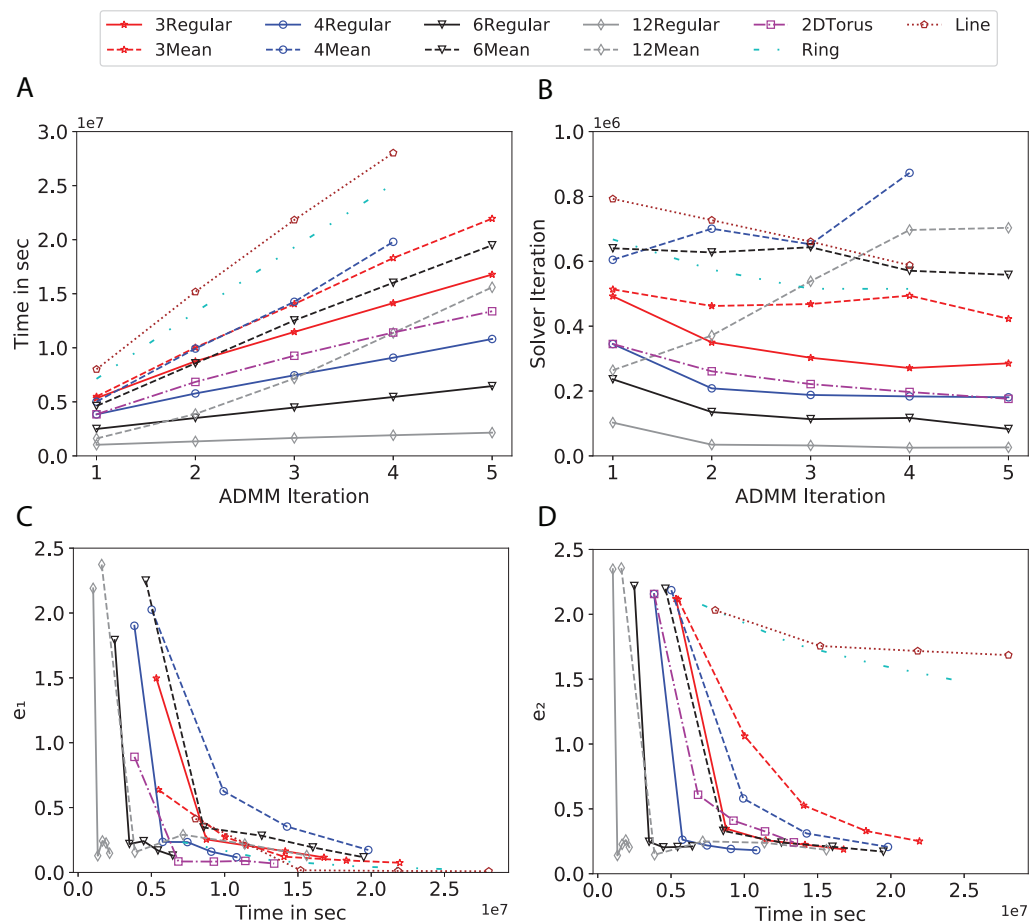 3Regular 4Regular 6Regular 12Regular 2DTorus Line
3Mean 4Mean 6Mean 12Mean Ring
A
1e7
3.0
2.5
2.0
1.5
1.0
0.5
0.0
Time in sec
1 2 3 4 5
ADMM Iteration
B
1e6
1.0
0.8
0.6
0.4
0.2
0.0
Solver Iteration
1 2 3 4 5
ADMM Iteration
C
2.5
2.0
1.5
1.0
0.5
0.0
e₁
0.0 0.5 1.0 1.5 2.0 2.5
Time in sec
1e7
D
2.5
2.0
1.5
1.0
0.5
0.0
e₂
0.0 0.5 1.0 1.5 2.0 2.5
Time in sec
1e7